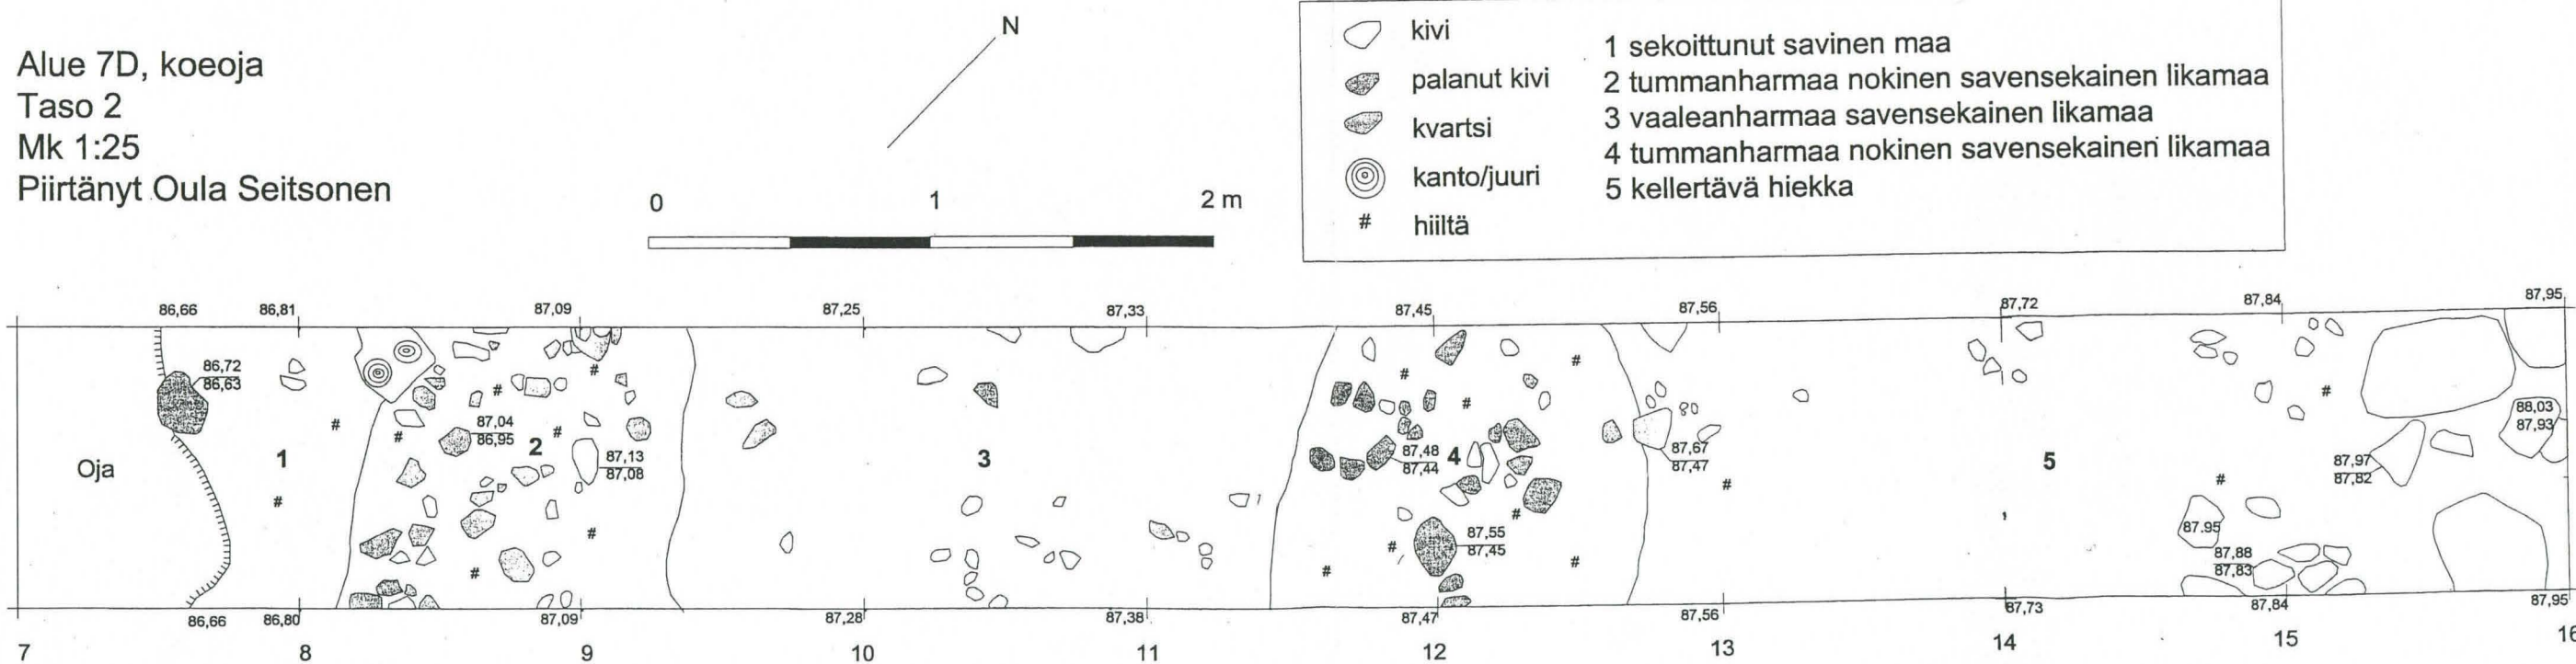 Alue 7D, koeoja
Taso 2
Mk 1:25
Piirtänyt Oula Seitsonen
N
0 1 2 m
kivi
palanut kivi
kvartsi
kanto/juuri
# hiiltä
1 sekoittunut savinen maa
2 tummanharmaa nokinen savensekainen likamaa
3 vaaleanharmaa savensekainen likamaa
4 tummanharmaa nokinen savensekainen likamaa
5 kellertävä hiekka
86,66 86,81 87,09 87,25 87,33 87,45 87,56 87,72 87,84 87,95
86,72
86,63
87,04
86,95
87,13
87,08
87,48
87,44
87,55
87,45
87,67
87,47
88,03
87,93
87,97
87,82
87,95
87,88
87,83
Oja 1 2 3 4 5
86,66 86,80 87,09 87,28 87,38 87,47 87,56 87,73 87,84 87,95
7 8 9 10 11 12 13 14 15 16